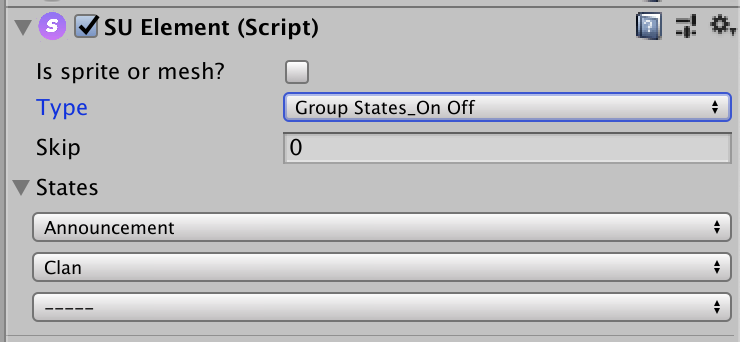 SU Element (Script)
Is sprite or mesh?
Type Group States_On Off
Skip 0
States
Announcement
Clan
-----